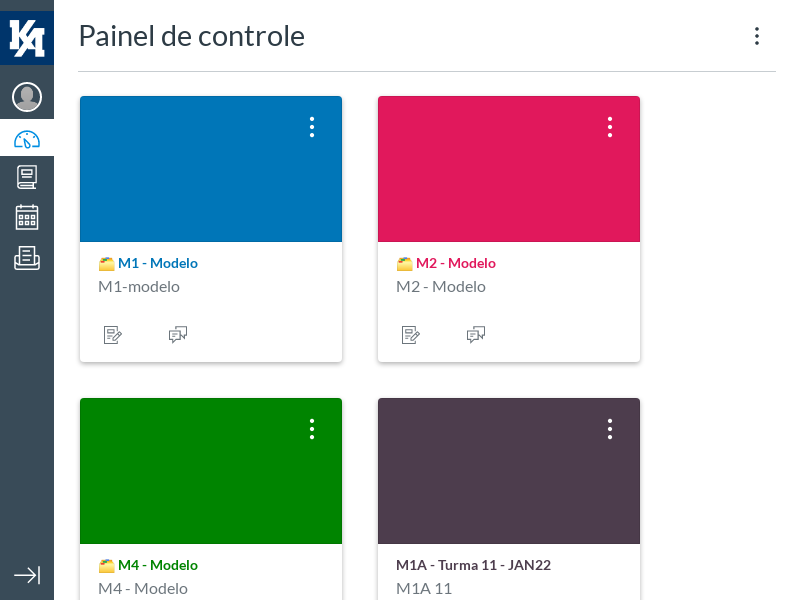 KA
Painel de controle
M1 - Modelo
M1-modelo
M2 - Modelo
M2 - Modelo
M4 - Modelo
M4 - Modelo
M1A - Turma 11 - JAN22
M1A 11